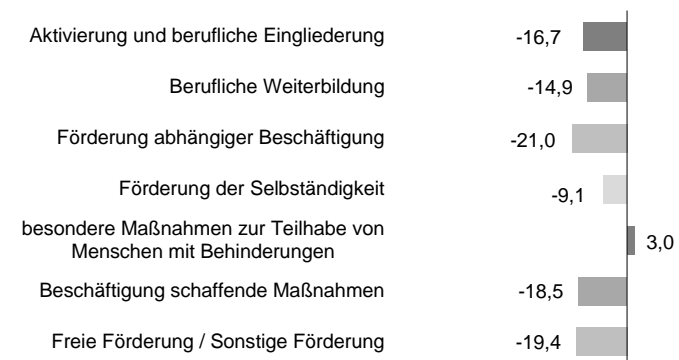 Aktivierung und berufliche Eingliederung -16,7
Berufliche Weiterbildung -14,9
Förderung abhängiger Beschäftigung -21,0
Förderung der Selbständigkeit -9,1
besondere Maßnahmen zur Teilhabe von
Menschen mit Behinderungen 3,0
Beschäftigung schaffende Maßnahmen -18,5
Freie Förderung / Sonstige Förderung -19,4